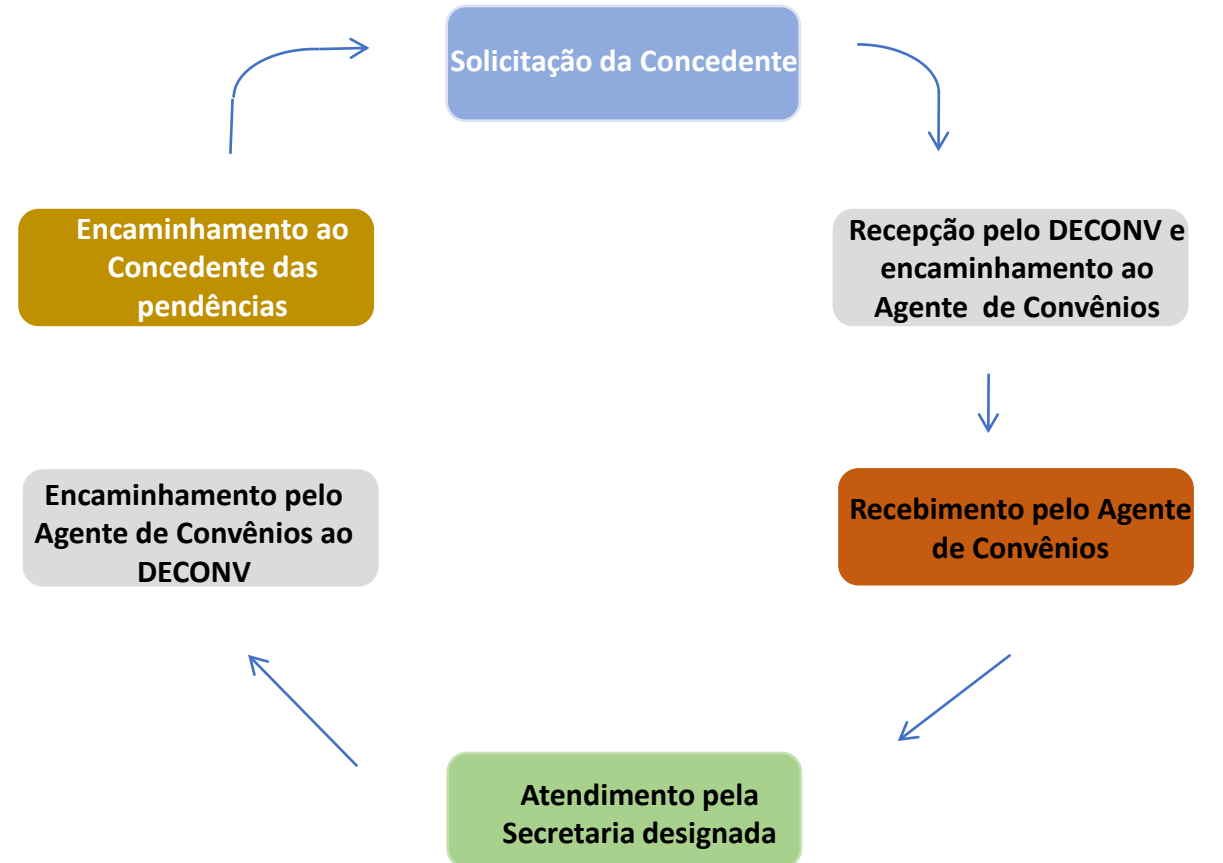 Solicitação da Concedente
Recepção pelo DECONV e
encaminhamento ao
Agente de Convênios
Recebimento pelo Agente
de Convênios
Atendimento pela
Secretaria designada
Encaminhamento pelo
Agente de Convênios ao
DECONV
Encaminhamento ao
Concedente das
pendências